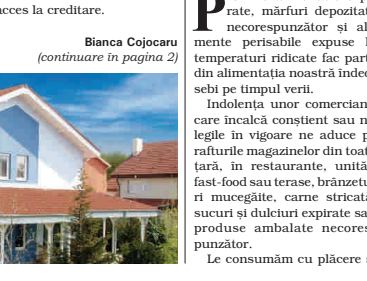 acces la creditare.
Bianca Cojocaru
(continuare în pagina 2)
P
rate, mărfuri depozitat
necorespunzător și al
mente perisabile expuse l
temperaturi ridicate fac part
din alimentația noastră îndeo
sebi pe timpul verii.
Indolența unor comercian
care încalcă conștient sau n
legile în vigoare ne aduce p
rafturile magazinelor din toat
țară, în restaurante, unită
fast-food sau terase, brânzetu
ri mucegăite, carne stricată
sucuri și dulciuri expirate sa
produse ambalate necores
punzător.
Le consumăm cu plăcere s